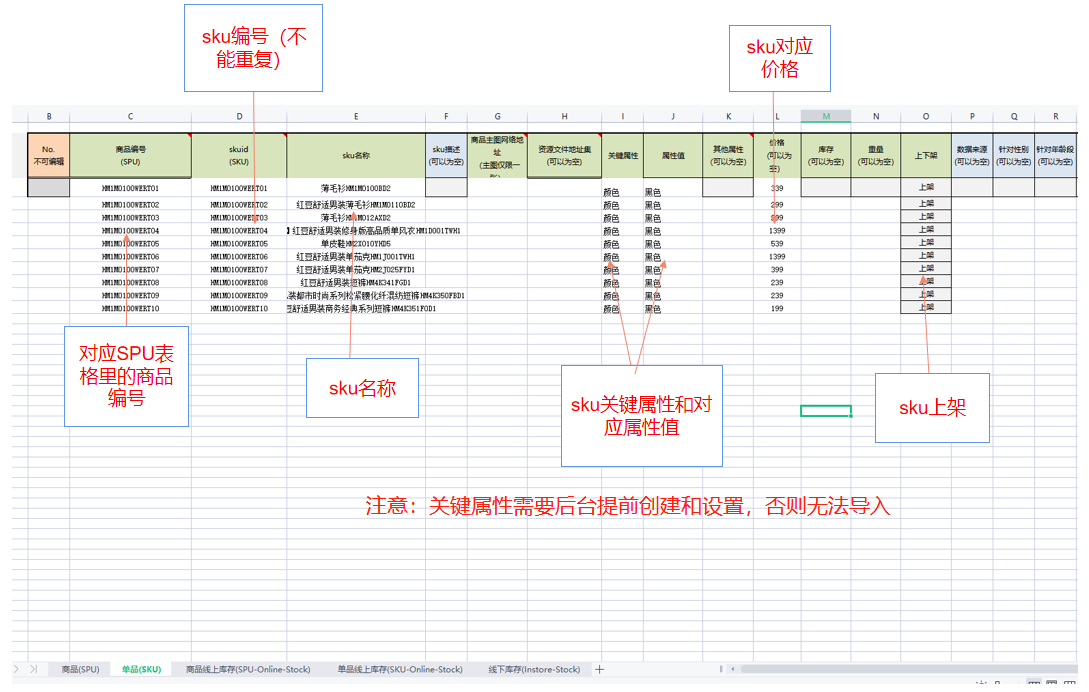 sku编号（不
能重复）
sku对应
价格
B C D E F G H I J K L M N O P Q R
No.
不可编辑
商品编号
(SPU)
skuid
(SKU)
sku名称
sku描述
(可以为空)
商品主图网络地
址
(主图仅限一
资源文件地址集
(可以为空)
关键属性
属性值
其他属性
(可以为空)
价格
(可以为
空)
库存
(可以为空)
重量
(可以为空)
上下架
数据来源
(可以为空)
针对性别
(可以为空)
针对年龄段
(可以为空)
HM1MO100WERT01 HM1MO100WERT01 薄毛衫HM1MO100BD2 颜色 黑色 339 上架
HM1MO100WERT02 HM1MO100WERT02 红豆舒适男装薄毛衫HM1MO110BD2 颜色 黑色 299 上架
HM1MO100WERT03 HM1MO100WERT03 薄毛衫HM1MO12AXD2 颜色 黑色 上架
HM1MO100WERT04 HM1MO100WERT04 红豆舒适男装修身版高品质单风衣HM1D001TWH1 颜色 黑色 1399 上架
HM1MO100WERT05 HM1MO100WERT05 单皮鞋HM2X010YHD5 颜色 黑色 539 上架
HM1MO100WERT06 HM1MO100WERT06 红豆舒适男装单茄克HM1J001TWH1 颜色 黑色 1399 上架
HM1MO100WERT07 HM1MO100WERT07 红豆舒适男装单茄克HM2J025FYD1 颜色 黑色 399 上架
HM1MO100WERT08 HM1MO100WERT08 红豆舒适男装短裤HM4K341FGD1 颜色 黑色 239 上架
HM1MO100WERT09 HM1MO100WERT09 装都市时尚系列松紧腰化纤混纺短裤HM4K350FBD1 颜色 黑色 239 上架
HM1MO100WERT10 HM1MO100WERT10 豆舒适男装商务经典系列短裤HM4K351FOD1 颜色 黑色 199 上架
对应SPU表
格里的商品
编号
sku名称
sku关键属性和对
应属性值
sku上架
注意：关键属性需要后台提前创建和设置，否则无法导入
商品(SPU) 单品(SKU) 商品线上库存(SPU-Online-Stock) 单品线上库存(SKU-Online-Stock) 线下库存(Instore-Stock)